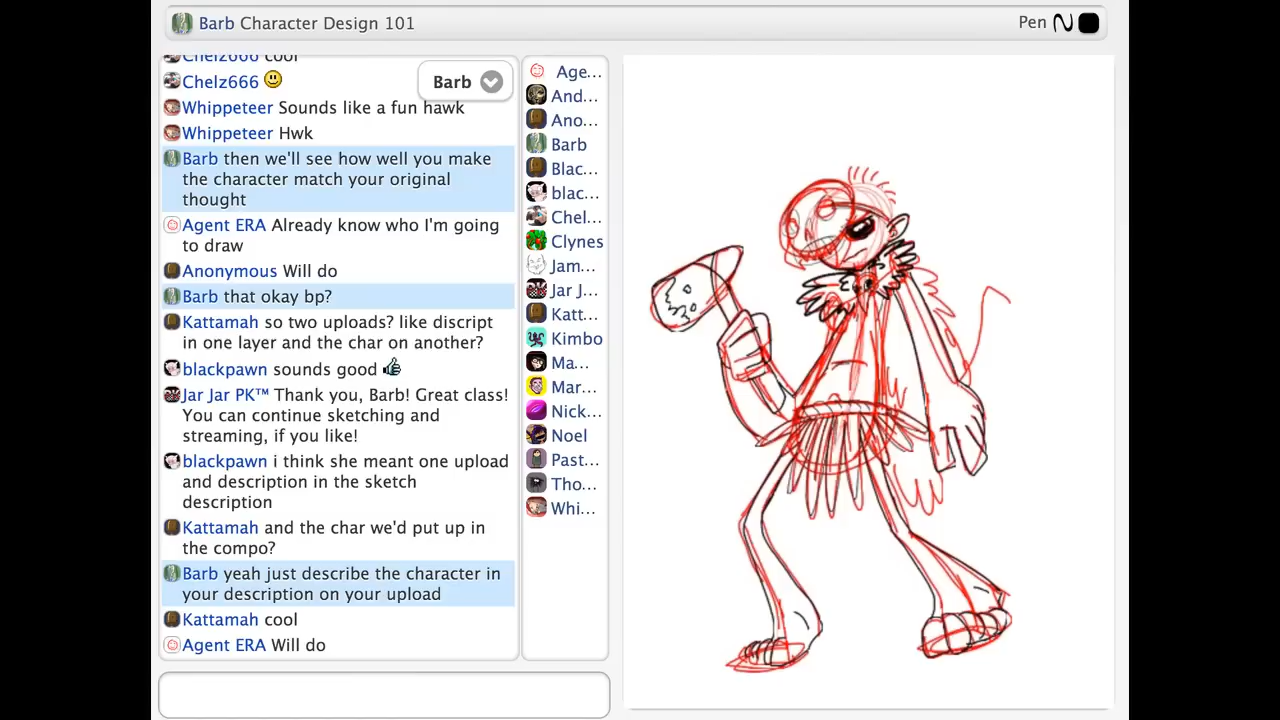 Barb Character Design 101
Pen
Chelz666 cool
Chelz666
Barb
Whippeteer Sounds like a fun hawk
Whippeteer Hwk
Barb then we'll see how well you make
the character match your original
thought
Agent ERA Already know who I'm going
to draw
Anonymous Will do
Barb that okay bp?
Kattamah so two uploads? like discript
in one layer and the char on another?
blackpawn sounds good
Jar Jar PK™ Thank you, Barb! Great class!
You can continue sketching and
streaming, if you like!
blackpawn i think she meant one upload
and description in the sketch
description
Kattamah and the char we'd put up in
the compo?
Barb yeah just describe the character in
your description on your upload
Kattamah cool
Agent ERA Will do
Age...
And...
Ano...
Barb
Blac...
blac...
Chel...
Clynes
Jam...
Jar J...
Katt...
Kimbo
Ma...
Mar...
Nick...
Noel
Past...
Tho...
Whi...